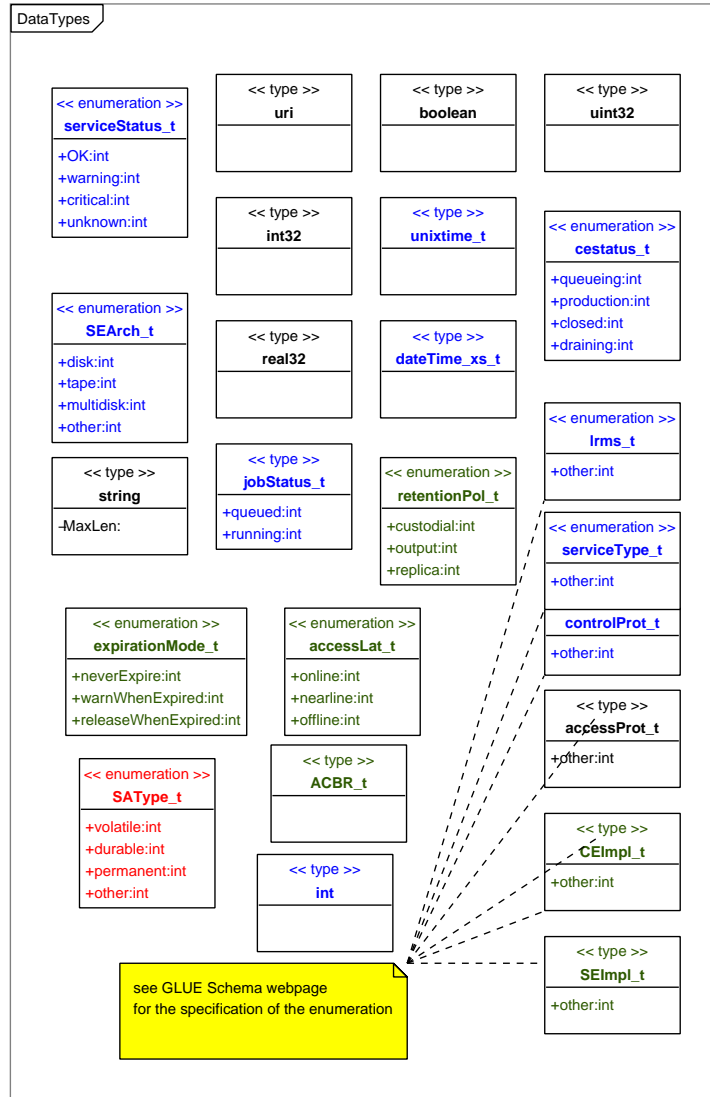 DataTypes
<< enumeration >>
serviceStatus_t
+OK:int
+warning:int
+critical:int
+unknown:int
<< type >>
uri
<< type >>
boolean
<< type >>
uint32
<< type >>
int32
<< type >>
unixtime_t
<< enumeration >>
cestatus_t
+queueing:int
+production:int
+closed:int
+draining:int
<< enumeration >>
SEArch_t
+disk:int
+tape:int
+multidisk:int
+other:int
<< type >>
real32
<< type >>
dateTime_xs_t
<< enumeration >>
lrms_t
+other:int
<< type >>
string
-MaxLen:
<< type >>
jobStatus_t
+queued:int
+running:int
<< enumeration >>
retentionPol_t
+custodial:int
+output:int
+replica:int
<< enumeration >>
serviceType_t
+other:int
controlProt_t
+other:int
<< enumeration >>
expirationMode_t
+neverExpire:int
+warnWhenExpired:int
+releaseWhenExpired:int
<< enumeration >>
accessLat_t
+online:int
+nearline:int
+offline:int
<< type >>
accessProt_t
+other:int
<< enumeration >>
SAType_t
+volatile:int
+durable:int
+permanent:int
+other:int
<< type >>
ACBR_t
<< type >>
CEImpl_t
+other:int
<< type >>
int
<< type >>
SEImpl_t
+other:int
see GLUE Schema webpage
for the specification of the enumeration